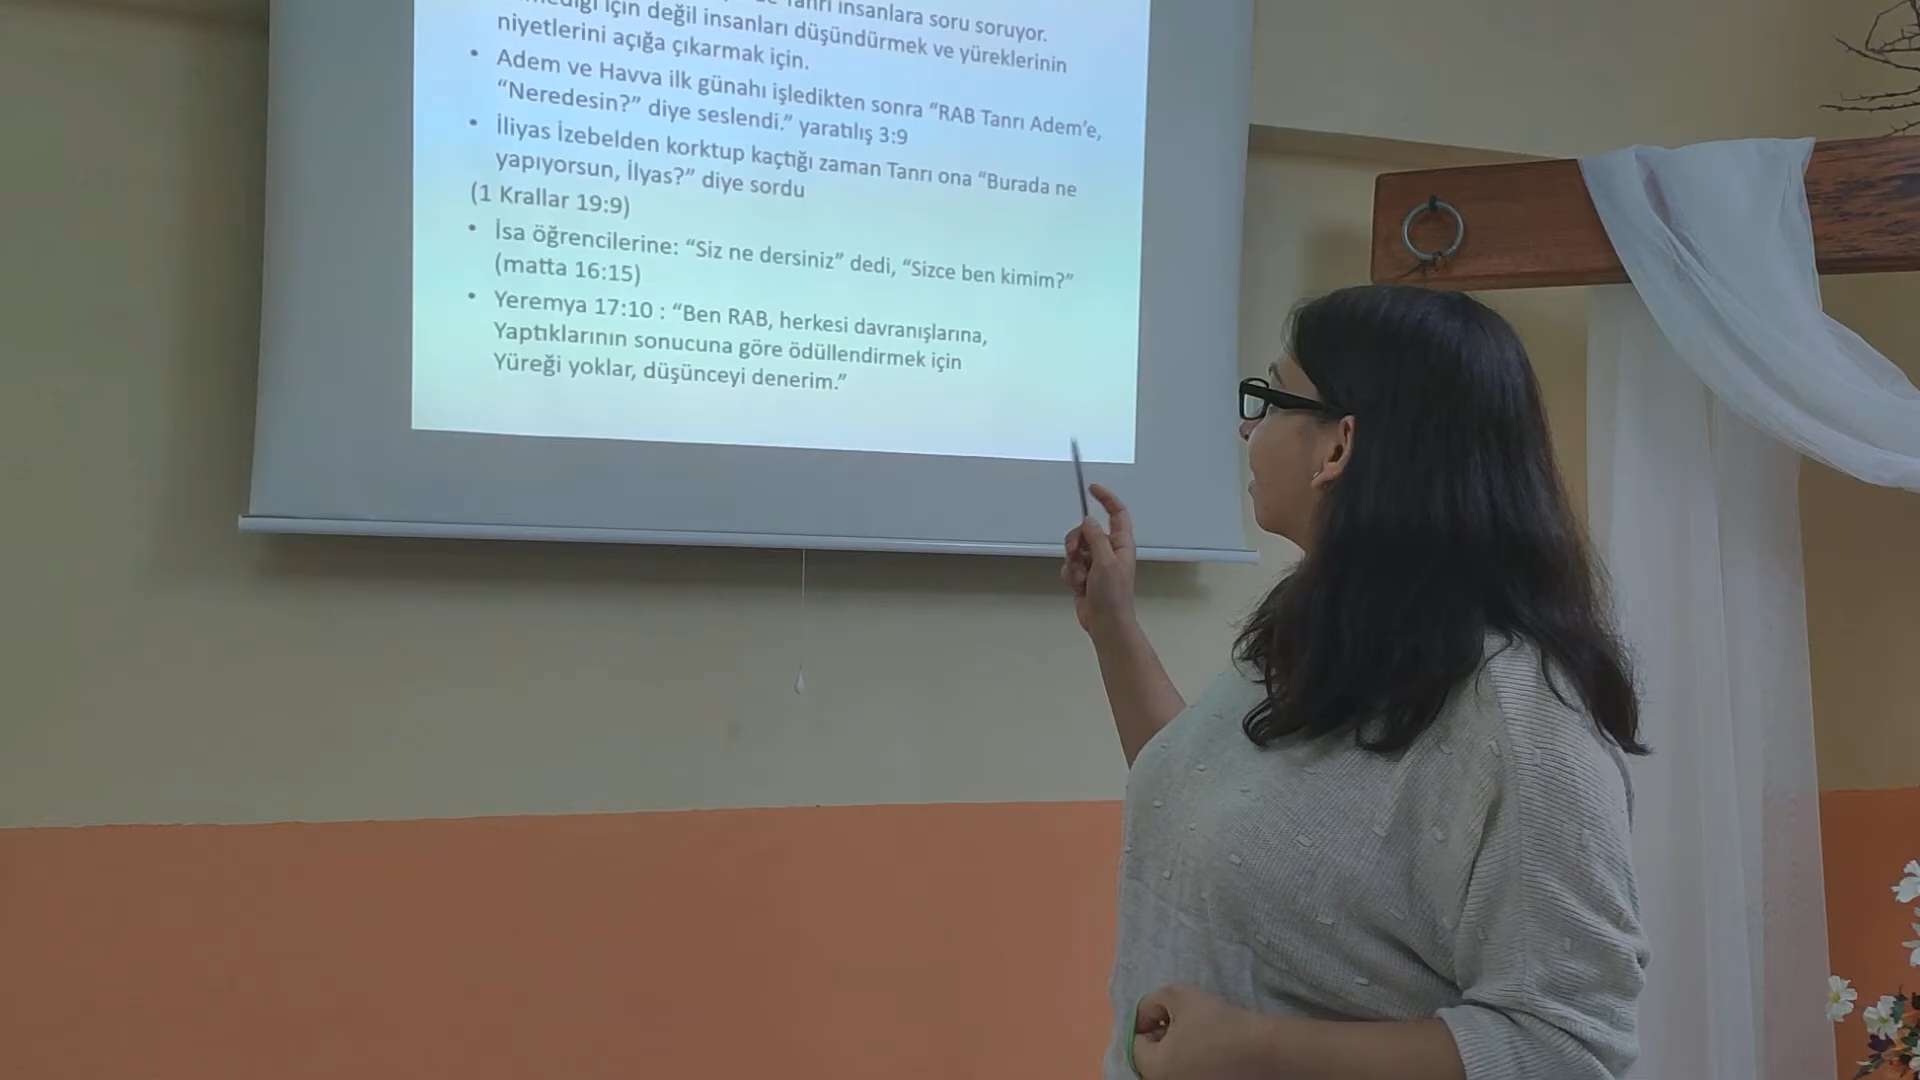 Tanrı insanlara soru soruyor.
için değil insanları düşündürmek ve yüreklerinin
niyetlerini açığa çıkarmak için.
• Adem ve Havva ilk günahı işledikten sonra “RAB Tanrı Adem’e,
“Neredesin?” diye seslendi.” yaratılış 3:9
• İliyas İzebelden korktup kaçtığı zaman Tanrı ona “Burada ne
yapıyorsun, İlyas?” diye sordu
(1 Krallar 19:9)
• İsa öğrencilerine: “Siz ne dersiniz” dedi, “Sizce ben kimim?”
(matta 16:15)
• Yeremya 17:10 : “Ben RAB, herkesi davranışlarına,
Yaptıklarının sonucuna göre ödüllendirmek için
Yüreği yoklar, düşünceyi denerim.”